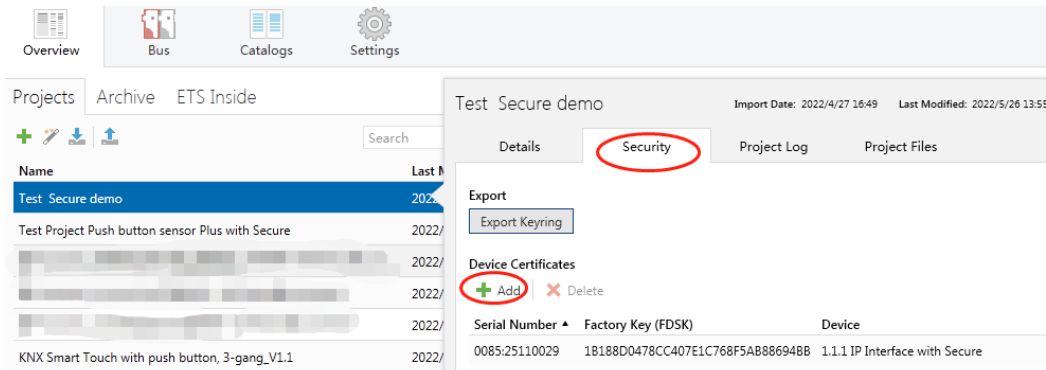 Overview Bus Catalogs Settings
Projects Archive ETS Inside
Search
Name Last M
Test Secure demo 2022
Test Project Push button sensor Plus with Secure 2022/
2022/
2022/
2022/
KNX Smart Touch with push button, 3-gang_V1.1 2022/
Test Secure demo Import Date: 2022/4/27 16:49 Last Modified: 2022/5/26 13:55
Details Security Project Log Project Files
Export
Export Keyring
Device Certificates
Add Delete
Serial Number Factory Key (FDSK) Device
0085:25110029 1B188D0478CC407E1C768F5AB88694BB 1.1.1 IP Interface with Secure